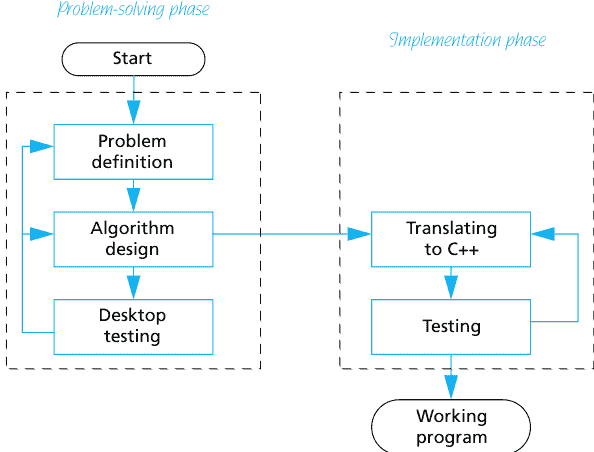 Problem-solving phase
Start
Problem
definition
Algorithm
design
Desktop
testing
Implementation phase
Translating
to C++
Testing
Working
program